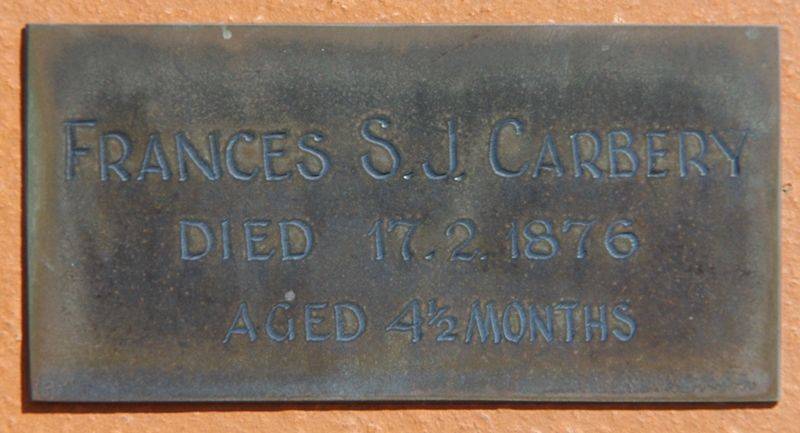 FRANCES S.J. CARBERY
DIED 17.2.1876
AGED 4½ MONTHS